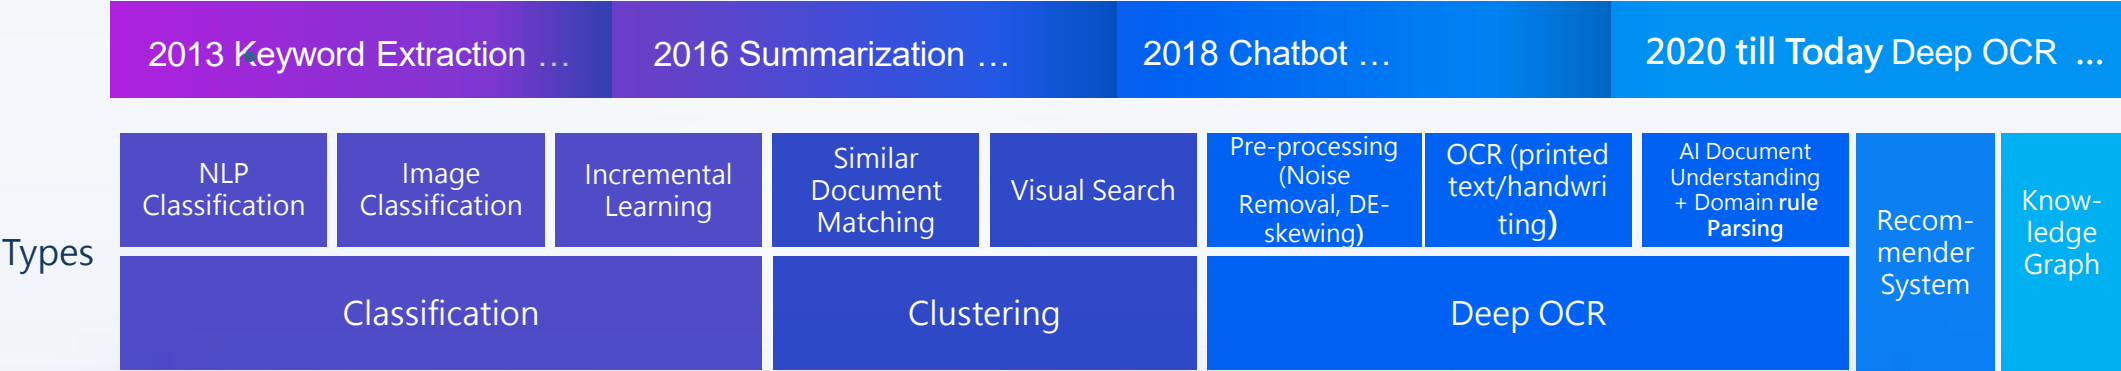 2013 Keyword Extraction …
2016 Summarization …
2018 Chatbot …
2020 till Today Deep OCR …
Types
NLP
Classification
Image
Classification
Incremental
Learning
Similar
Document
Matching
Visual Search
Pre-processing
(Noise
Removal, DE-
skewing)
OCR (printed
text/handwri
ting)
AI Document
Understanding
+ Domain rule
Parsing
Recom-
mender
System
Know-
ledge
Graph
Classification
Clustering
Deep OCR